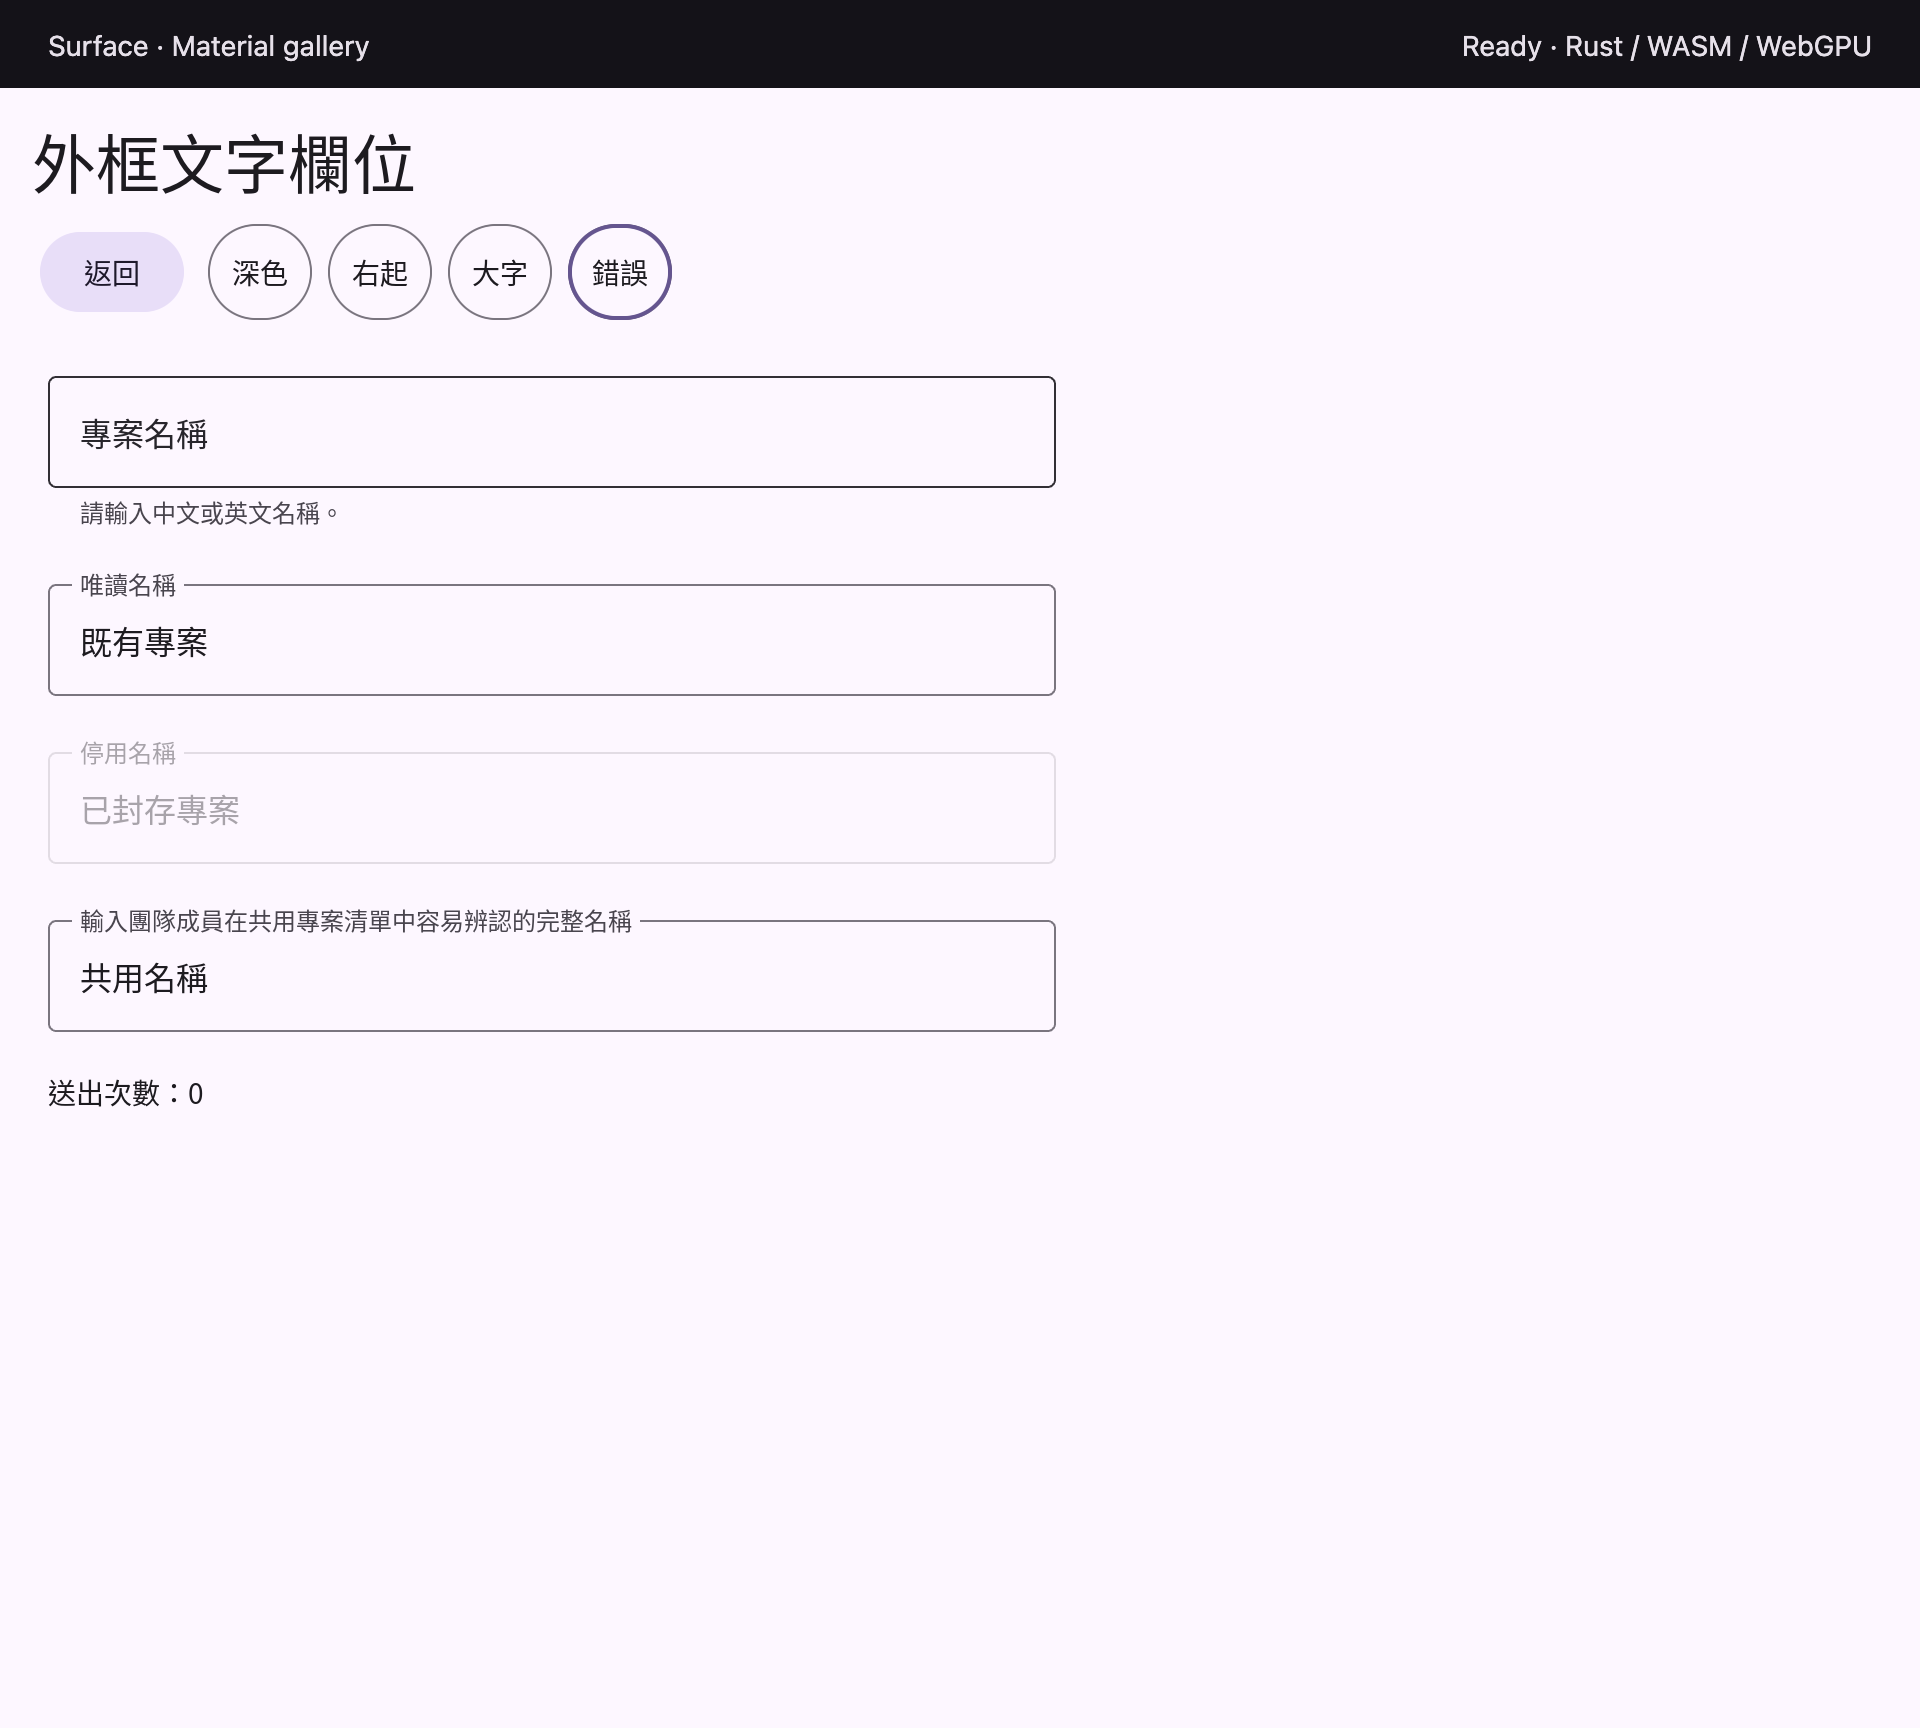 Surface · Material gallery
Ready · Rust / WASM / WebGPU
外框文字欄位
返回 深色 右起 大字 錯誤
專案名稱
請輸入中文或英文名稱。
唯讀名稱
既有專案
停用名稱
已封存專案
輸入團隊成員在共用專案清單中容易辨認的完整名稱
共用名稱
送出次數：0